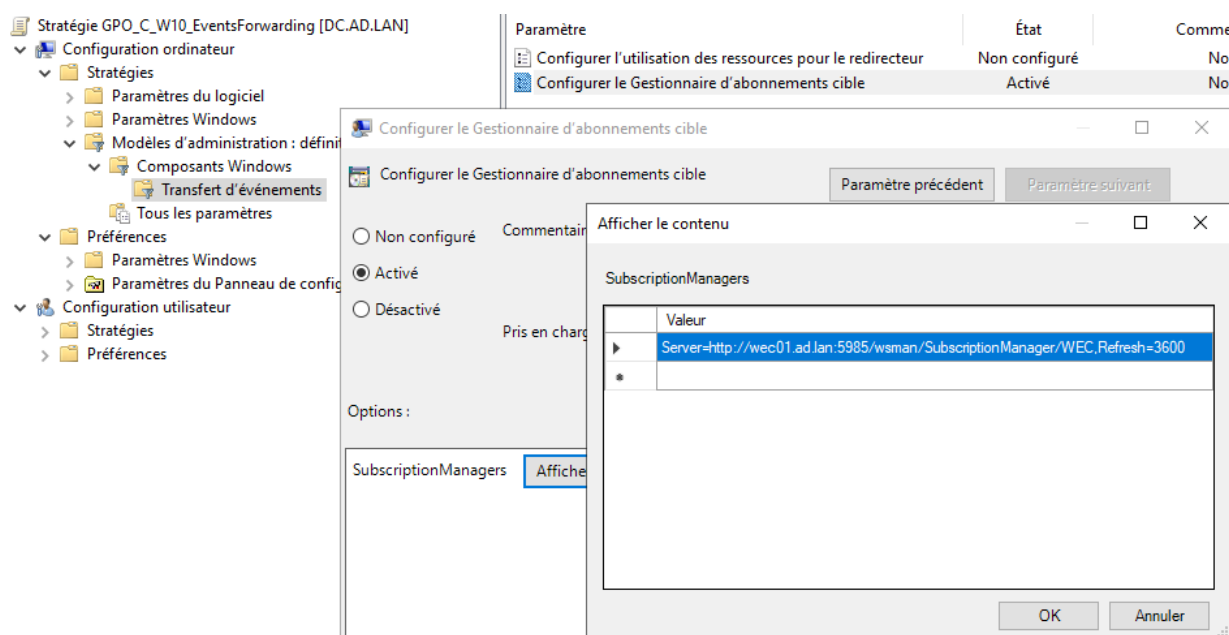 Stratégie GPO_C_W10_EventsForwarding [DC.AD.LAN]
Configuration ordinateur
Stratégies
Paramètres du logiciel
Paramètres Windows
Modèles d'administration : défini
Composants Windows
Transfert d'événements
Tous les paramètres
Préférences
Paramètres Windows
Paramètres du Panneau de config
Configuration utilisateur
Stratégies
Préférences
Paramètre État Comme
Configurer l'utilisation des ressources pour le redirecteur Non configuré No
Configurer le Gestionnaire d'abonnements cible Activé No
Configurer le Gestionnaire d'abonnements cible
Configurer le Gestionnaire d'abonnements cible
Paramètre précédent Paramètre suivant
Non configuré Commentair
Activé
Désactivé
Pris en charg
Options :
SubscriptionManagers Affiche
Afficher le contenu
SubscriptionManagers
Valeur
Server=http://wec01.ad.lan:5985/wsman/SubscriptionManager/WEC,Refresh=3600
OK Annuler